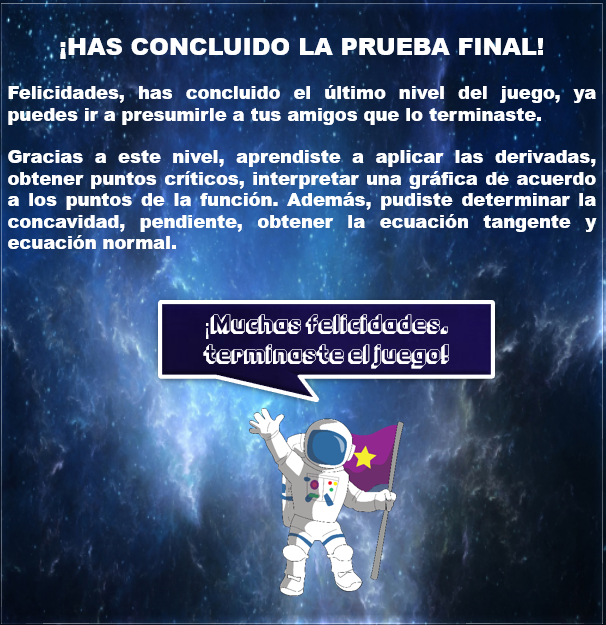 ¡HAS CONCLUIDO LA PRUEBA FINAL!
Felicidades, has concluido el último nivel del juego, ya
puedes ir a presumirle a tus amigos que lo terminaste.
Gracias a este nivel, aprendiste a aplicar las derivadas,
obtener puntos críticos, interpretar una gráfica de acuerdo
a los puntos de la función. Además, pudiste determinar la
concavidad, pendiente, obtener la ecuación tangente y
ecuación normal.
¡Muchas felicidades,
terminaste el juego!